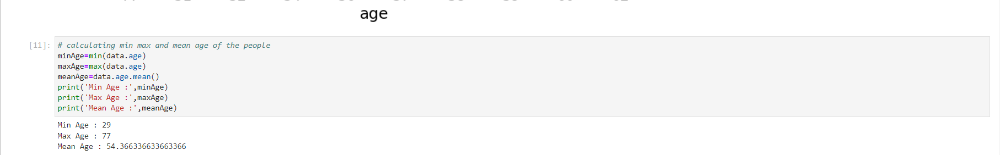 age
[11]:
# calculating min max and mean age of the people
minAge=min(data.age)
maxAge=max(data.age)
meanAge=data.age.mean()
print('Min Age :',minAge)
print('Max Age :',maxAge)
print('Mean Age :',meanAge)
Min Age : 29
Max Age : 77
Mean Age : 54.366336633663366